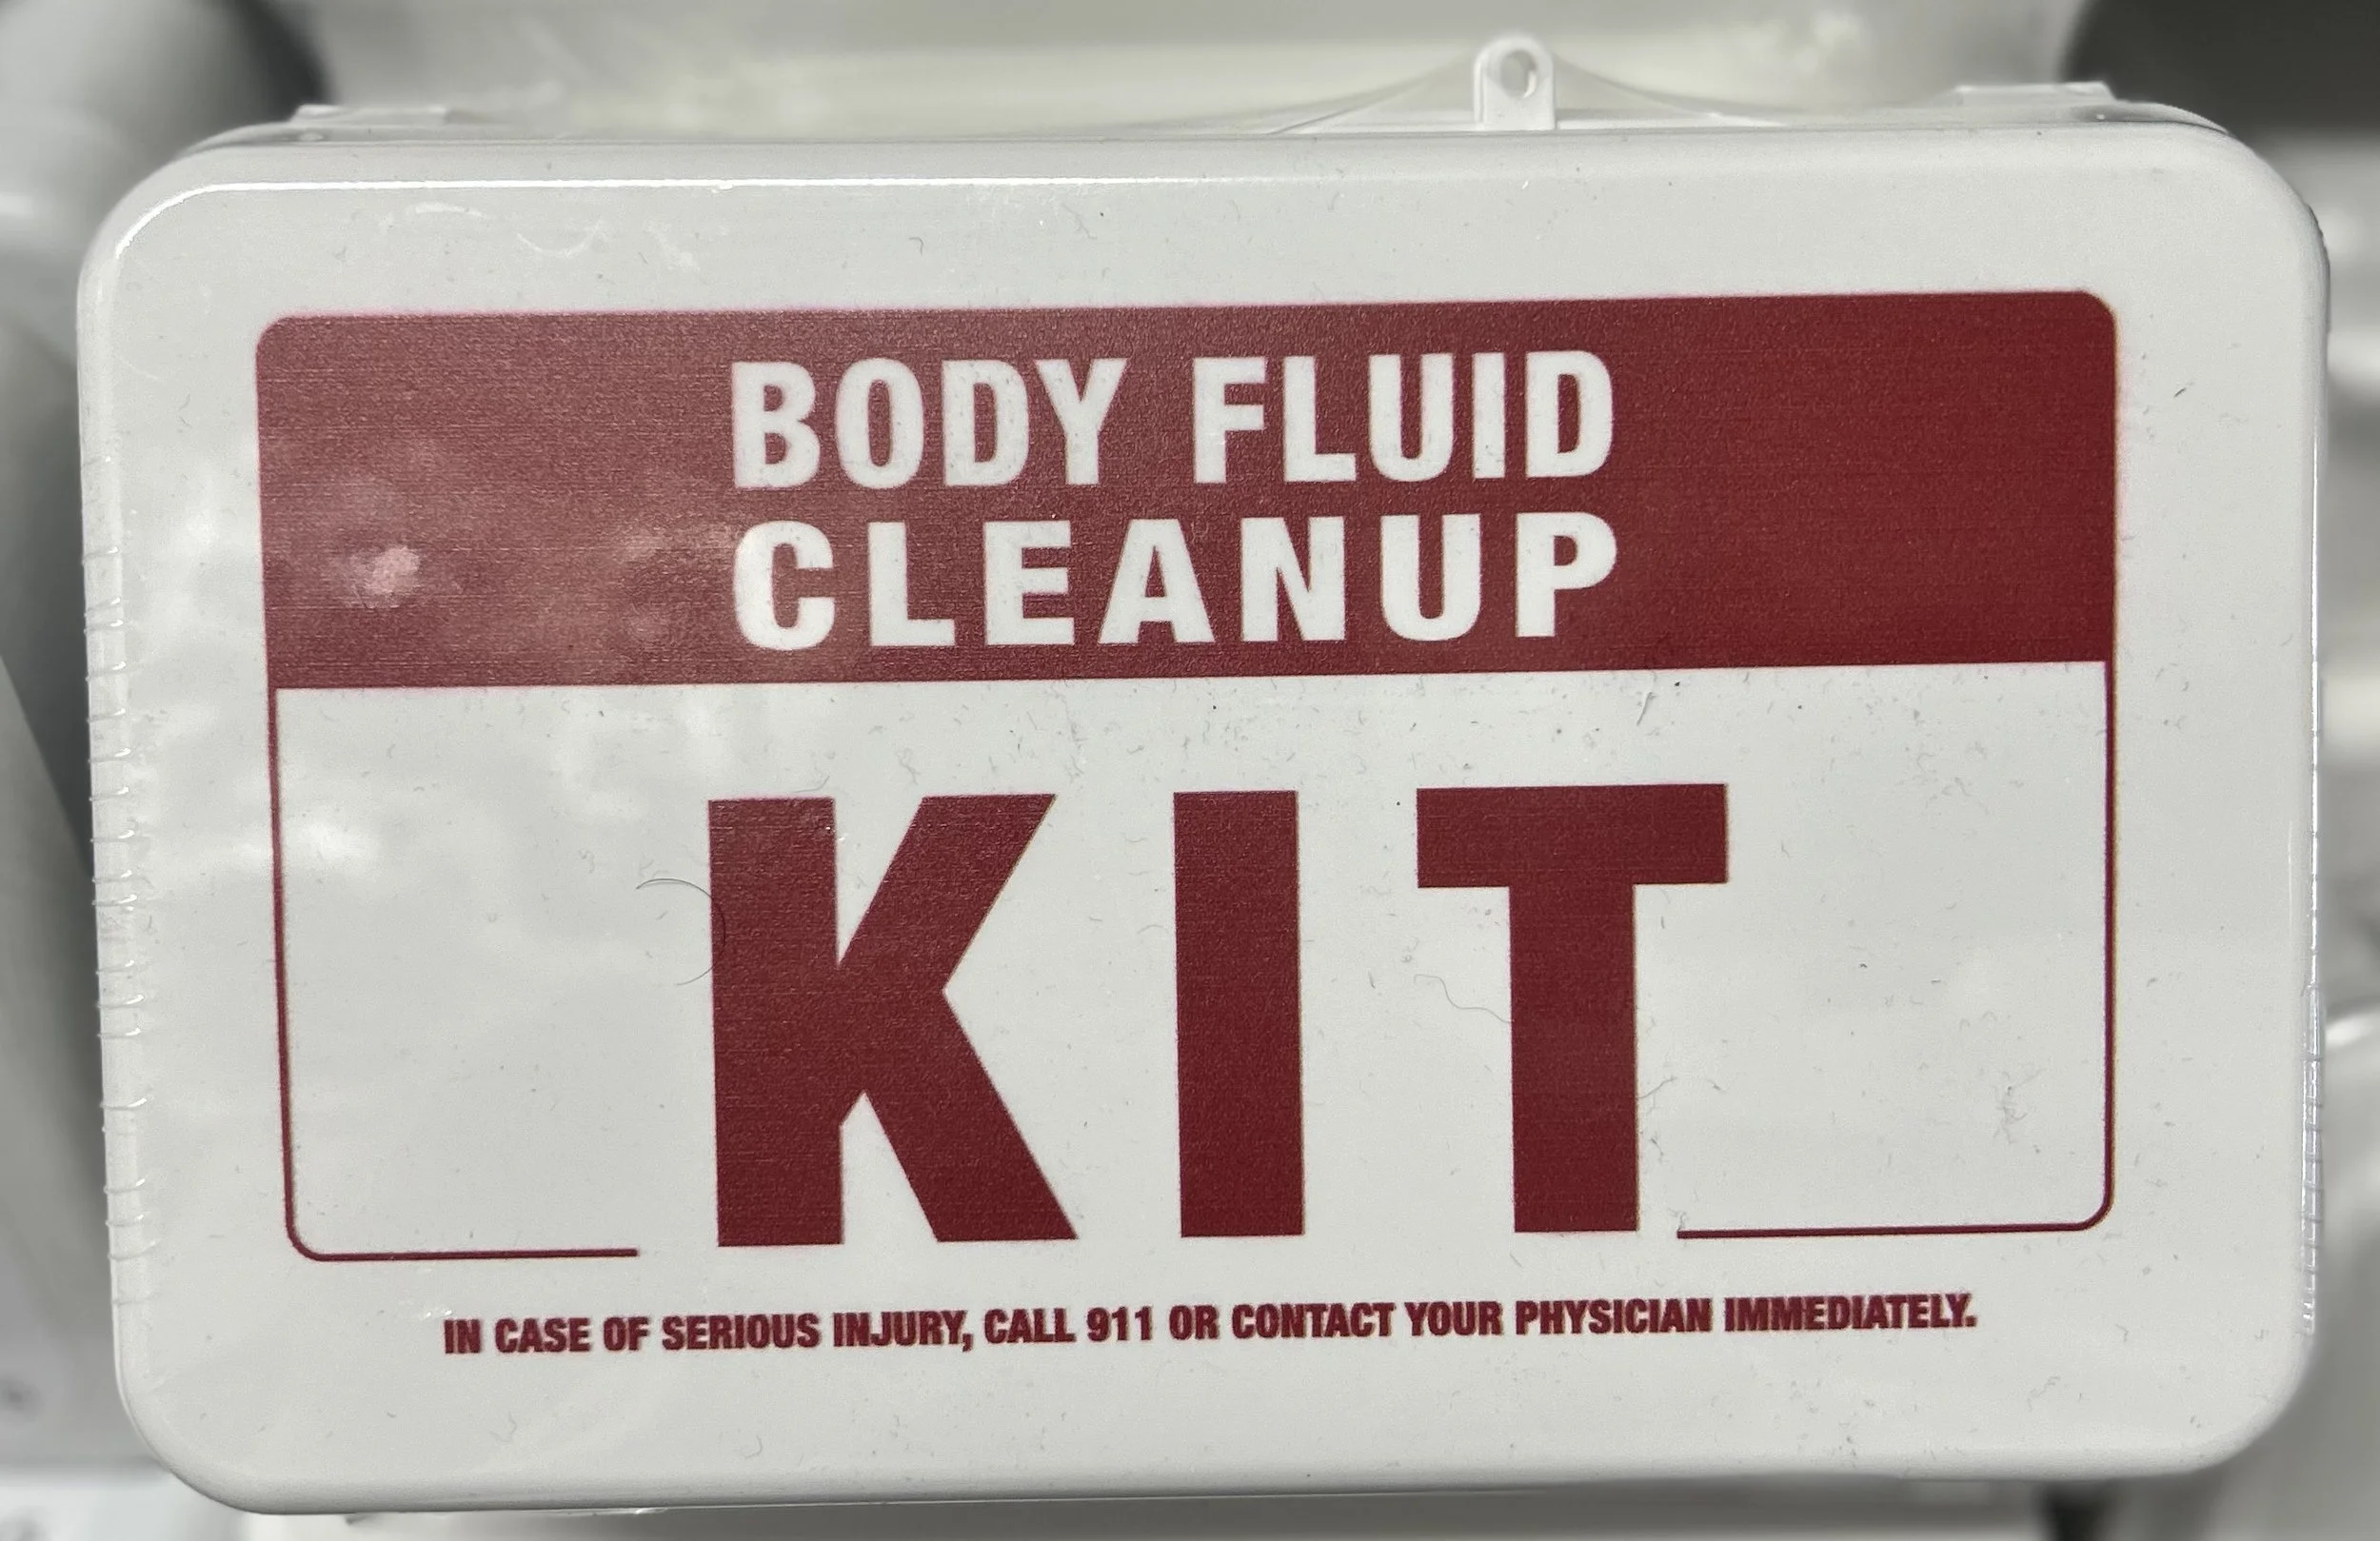 BODY FLUID
CLEANUP
KIT
IN CASE OF SERIOUS INJURY, CALL 911 OR CONTACT YOUR PHYSICIAN IMMEDIATELY.